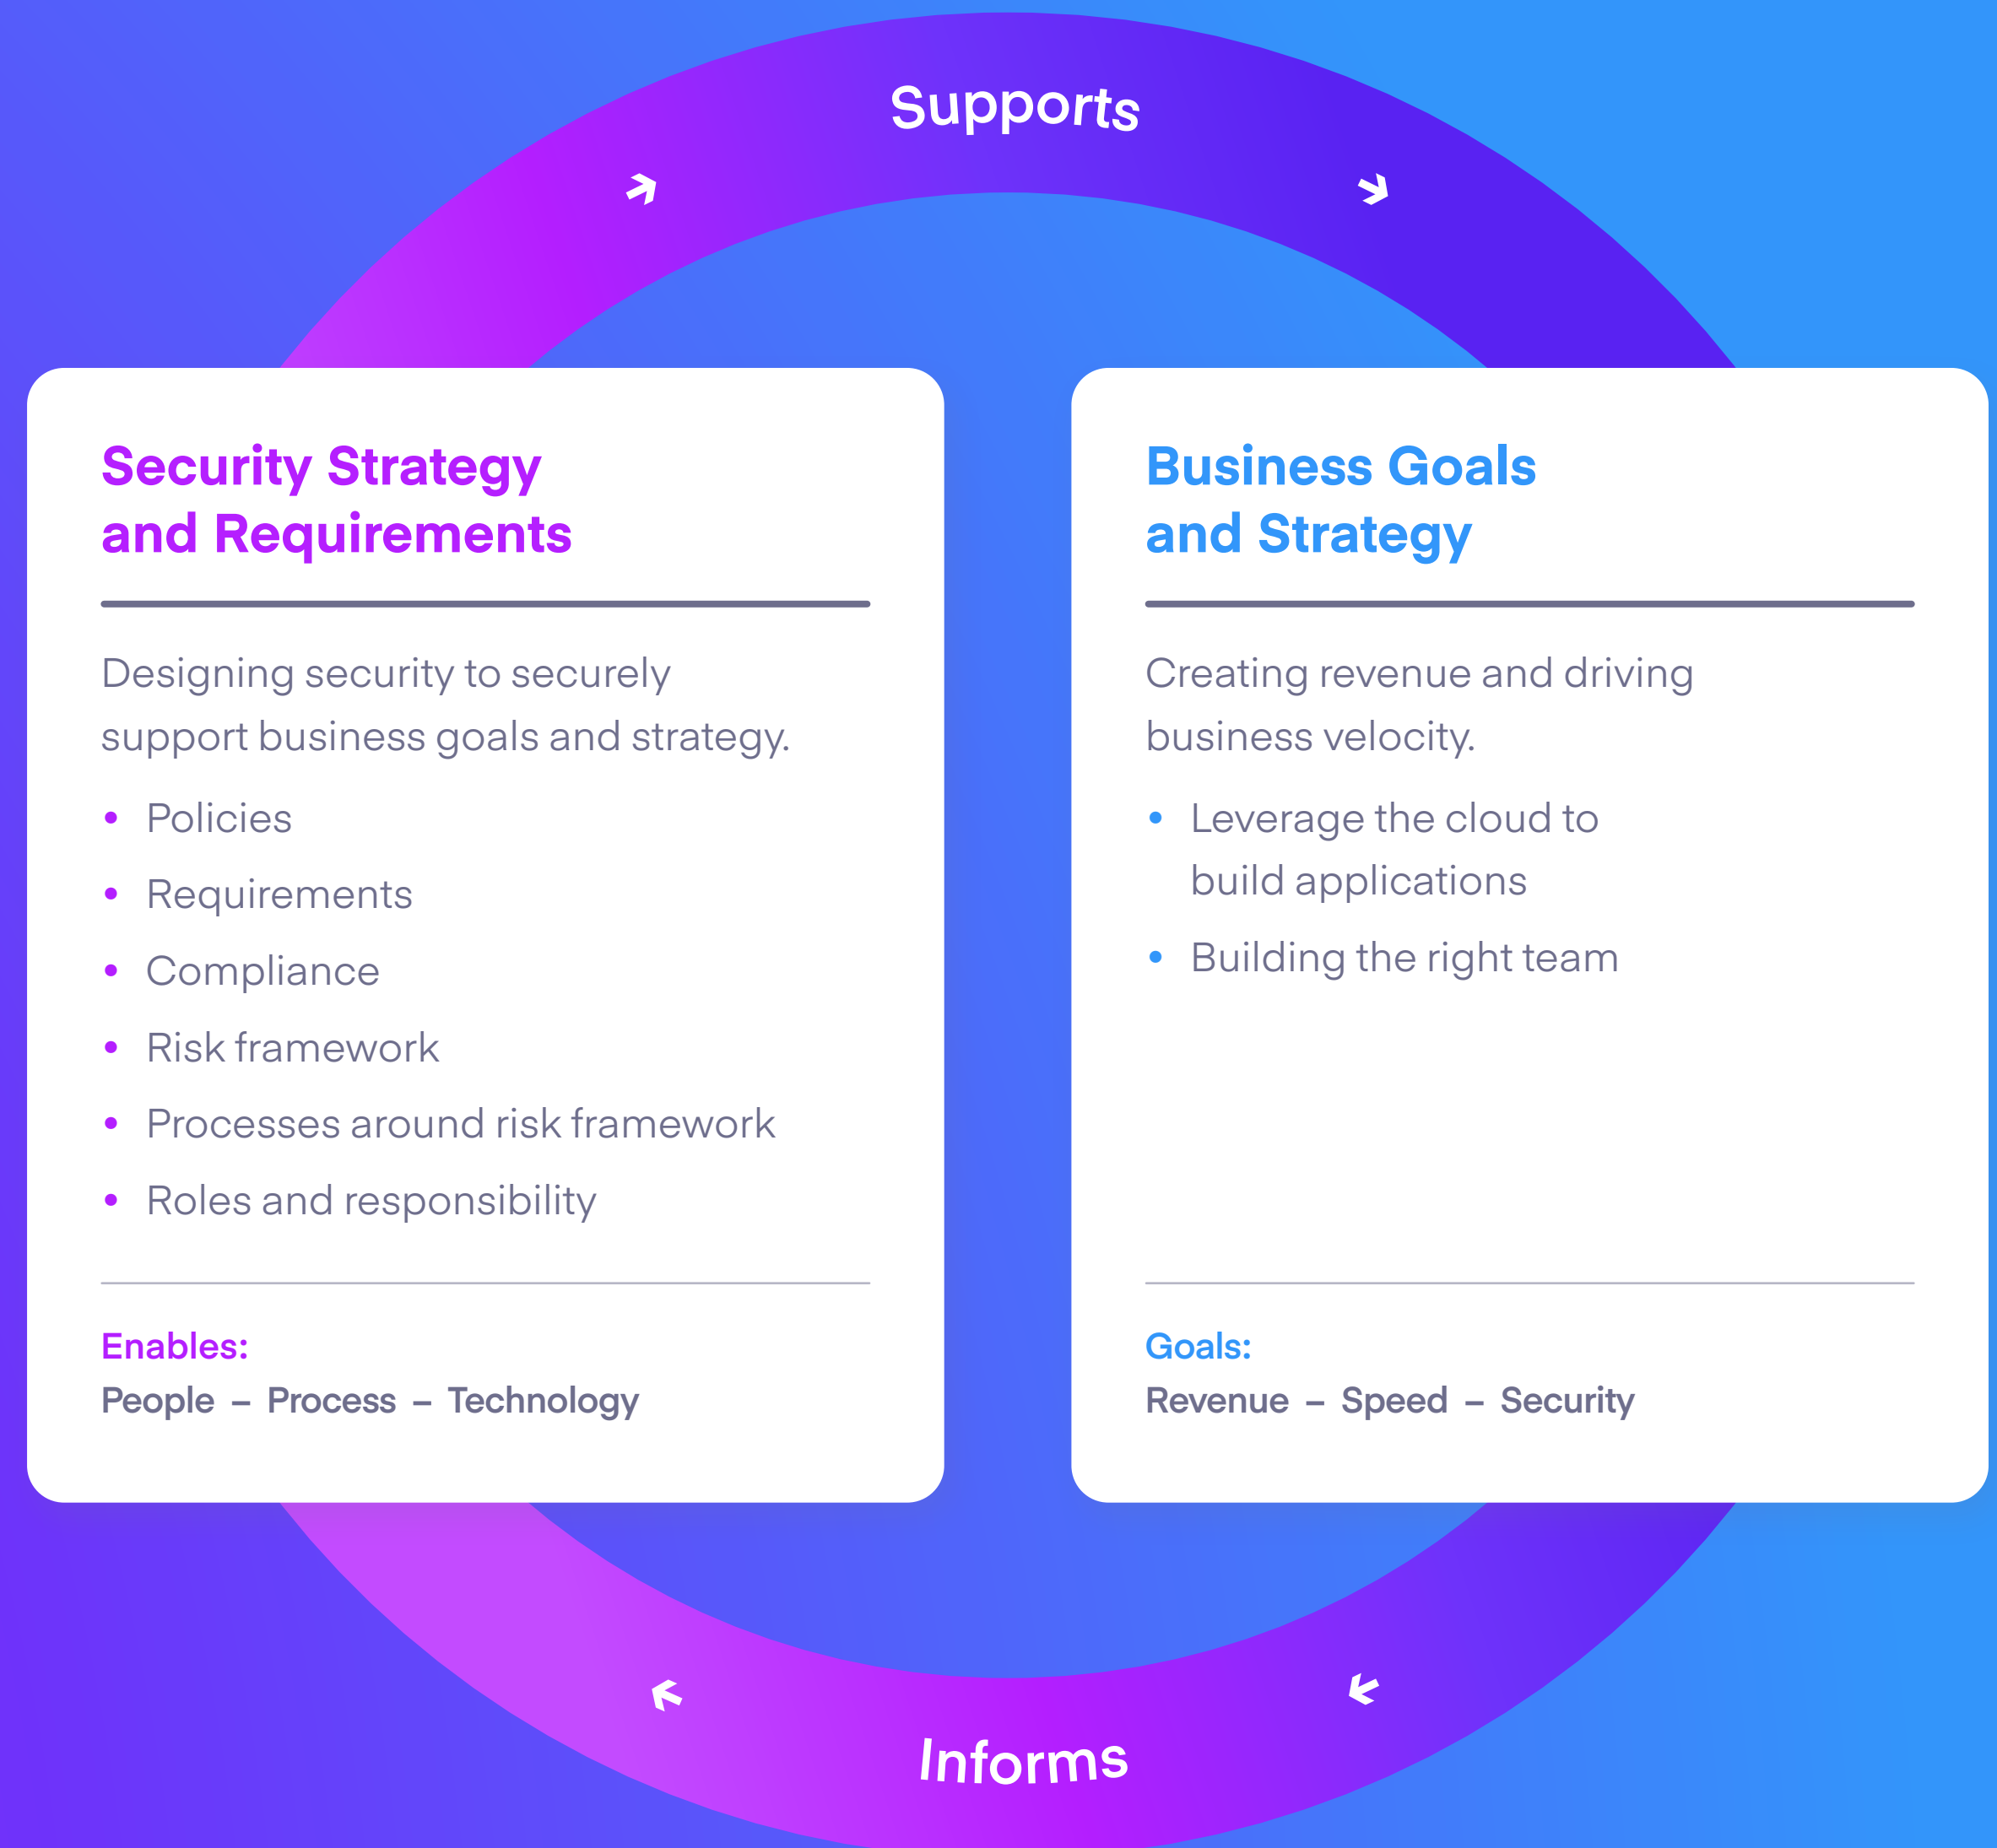 Supports
Security Strategy
and Requirements
Designing security to securely
support business goals and strategy.
• Policies
• Requirements
• Compliance
• Risk framework
• Processes around risk framework
• Roles and responsibility
Enables:
People – Process – Technology
Business Goals
and Strategy
Creating revenue and driving
business velocity.
• Leverage the cloud to
build applications
• Building the right team
Goals:
Revenue – Speed – Security
Informs